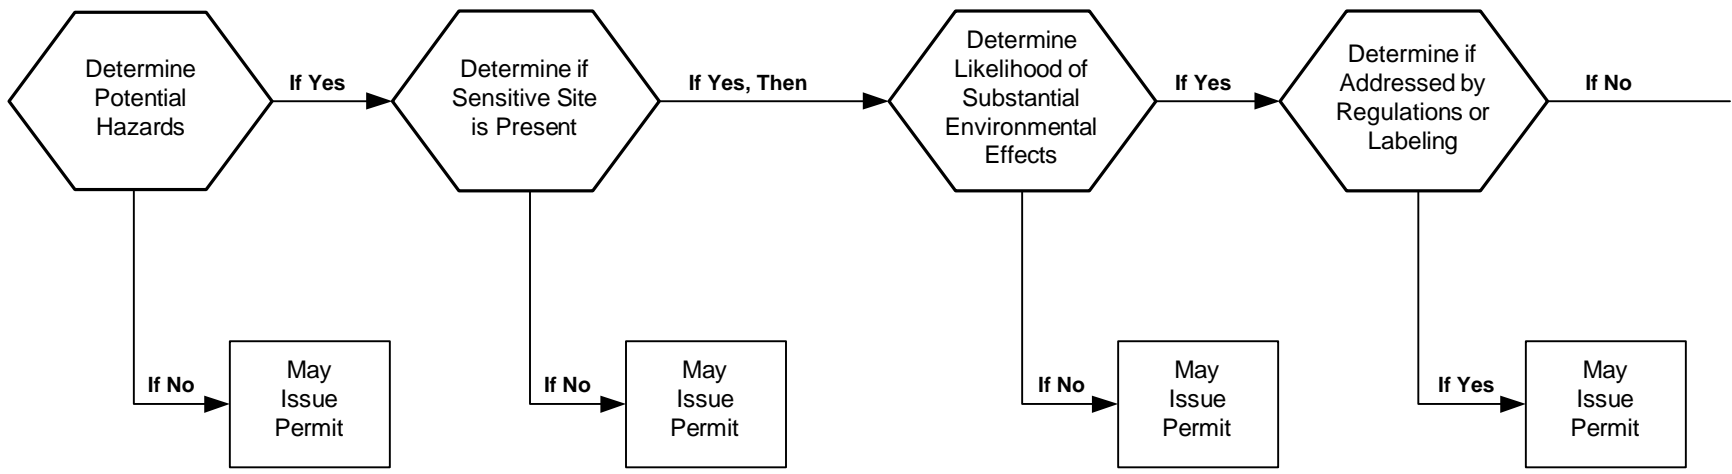 Determine
Potential
Hazards
If Yes
Determine if
Sensitive Site
is Present
If Yes, Then
Determine
Likelihood of
Substantial
Environmental
Effects
If Yes
Determine if
Addressed by
Regulations or
Labeling
If No
If No
May
Issue
Permit
If No
May
Issue
Permit
If No
May
Issue
Permit
If Yes
May
Issue
Permit